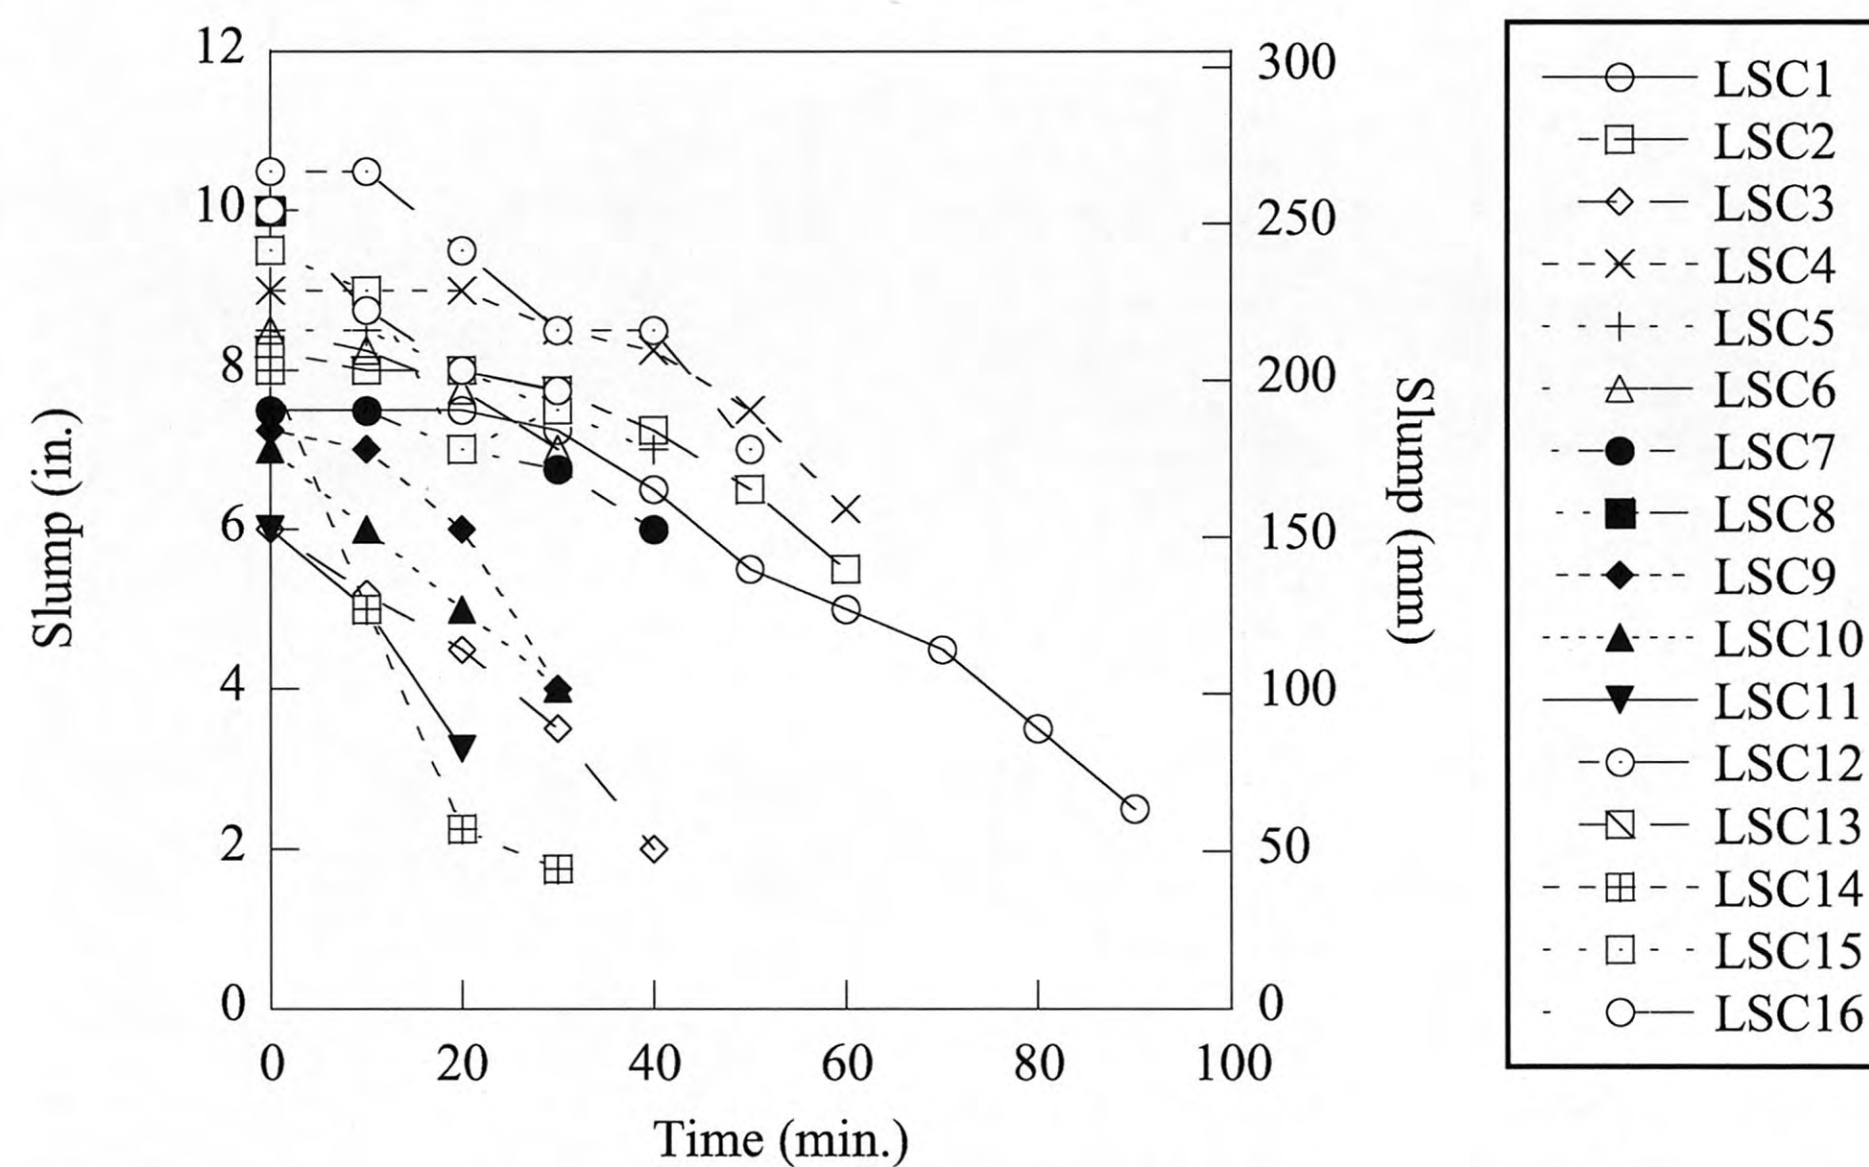 12
10
8
6
4
2
0
Slump (in.)
0
20
40
60
80
100
Time (min.)
300
250
200
150
100
50
0
Slump (mm)
LSC1
LSC2
LSC3
LSC4
LSC5
LSC6
LSC7
LSC8
LSC9
LSC10
LSC11
LSC12
LSC13
LSC14
LSC15
LSC16